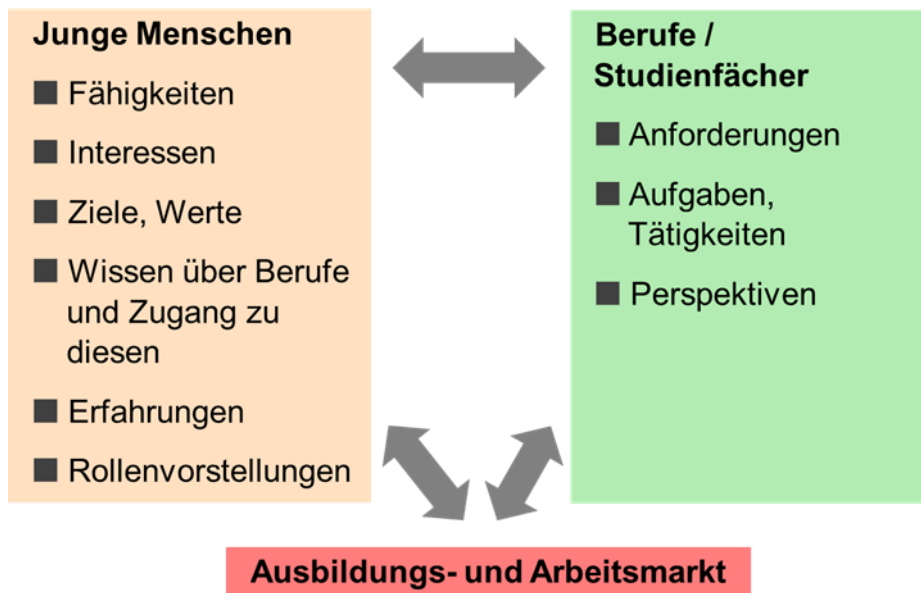 Junge Menschen
■ Fähigkeiten
■ Interessen
■ Ziele, Werte
■ Wissen über Berufe
und Zugang zu
diesen
■ Erfahrungen
■ Rollenvorstellungen
Berufe /
Studienfächer
■ Anforderungen
■ Aufgaben,
Tätigkeiten
■ Perspektiven
Ausbildungs- und Arbeitsmarkt